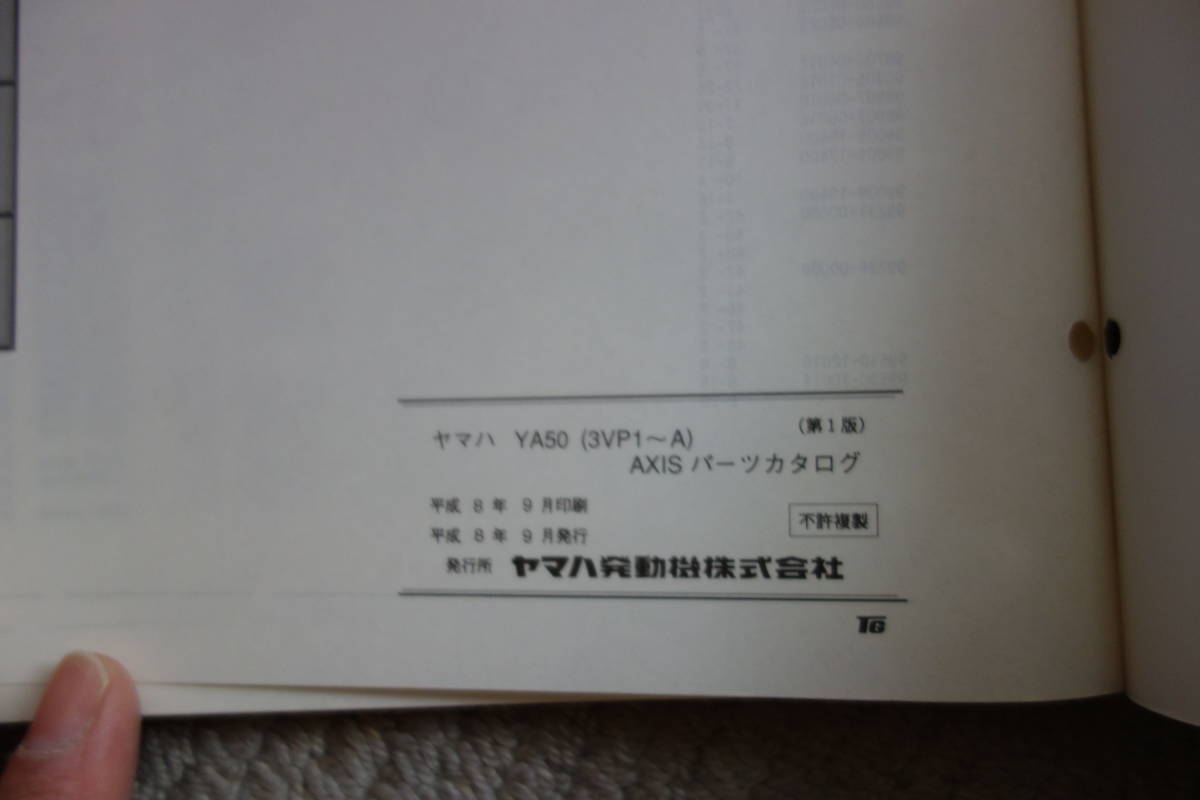 (第1版)
ヤマハ YA50 (3VP1～A)
AXIS パーツカタログ
平成 8 年 9 月印刷
不許複製
平成 8 年 9 月発行
発行所 ヤマハ発動機株式会社
TG